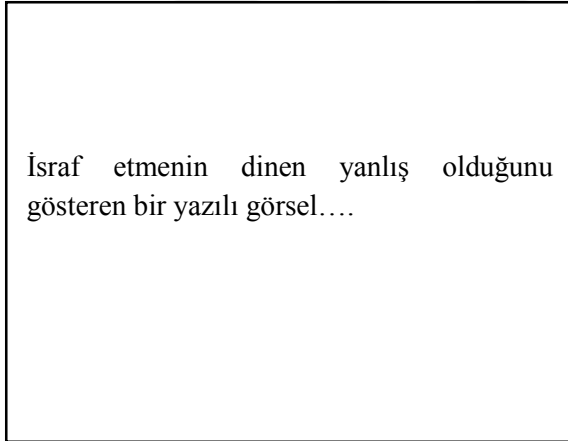 İsraf etmenin dinen yanlış olduğunu
gösteren bir yazılı görsel….